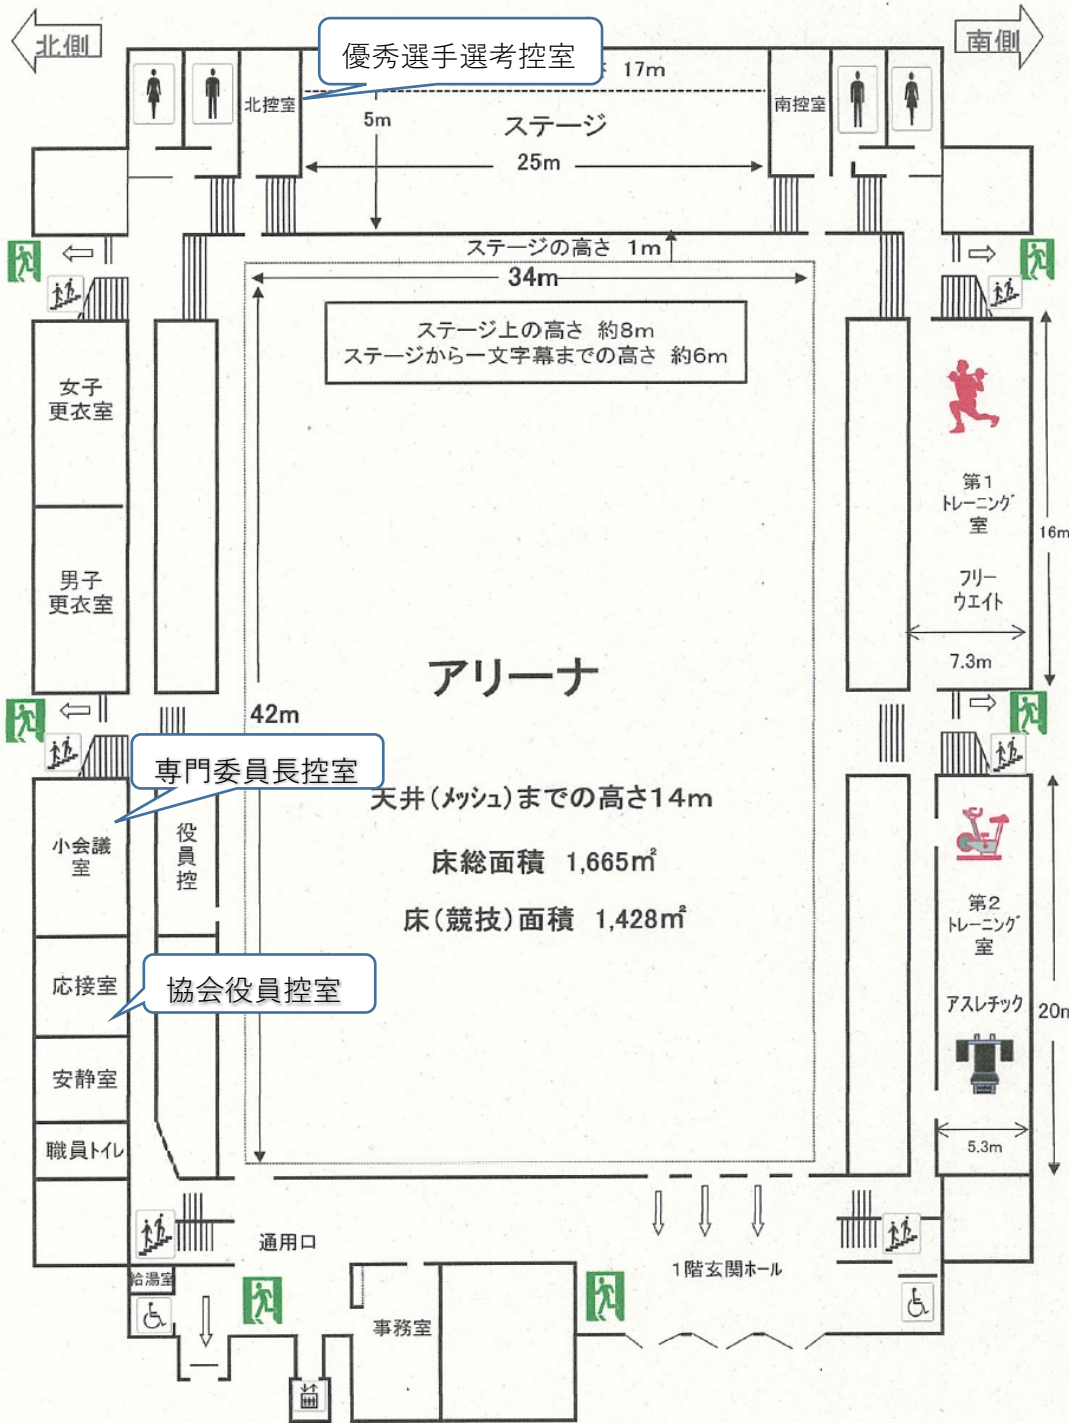 北側
南側
優秀選手選考控室
17m
北控室
5m
ステージ
南控室
25m
ステージの高さ 1m
34m
ステージ上の高さ 約8m
ステージから一文字幕までの高さ 約6m
女子
更衣室
第1
トレーニング
室
16m
男子
更衣室
フリー
ウエイト
7.3m
アリーナ
42m
専門委員長控室
天井(メッシュ)までの高さ14m
小会議
室
役
員
控
床総面積 1,665㎡
床(競技)面積 1,428㎡
第2
トレーニング
室
応接室
協会役員控室
アスレチック
20m
安静室
職員トイレ
5.3m
通用口
1階玄関ホール
給湯室
事務室